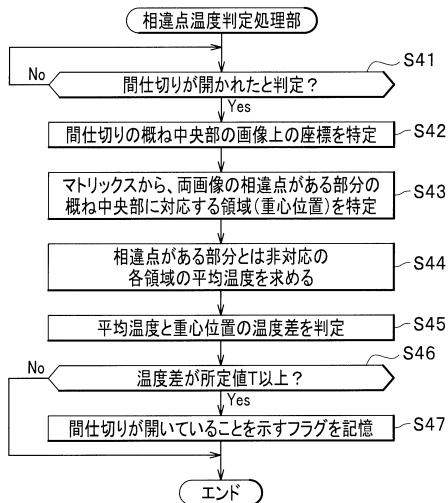 相違点温度判定処理部
S41
No
間仕切りが開かれたと判定？
Yes
間仕切りの概ね中央部の画像上の座標を特定
S42
マトリックスから、両画像の相違点がある部分の
概ね中央部に対応する領域(重心位置)を特定
S43
相違点がある部分とは非対応の
各領域の平均温度を求める
S44
平均温度と重心位置の温度差を判定
S45
S46
No
温度差が所定値T以上？
Yes
間仕切りが開いていることを示すフラグを記憶
S47
エンド